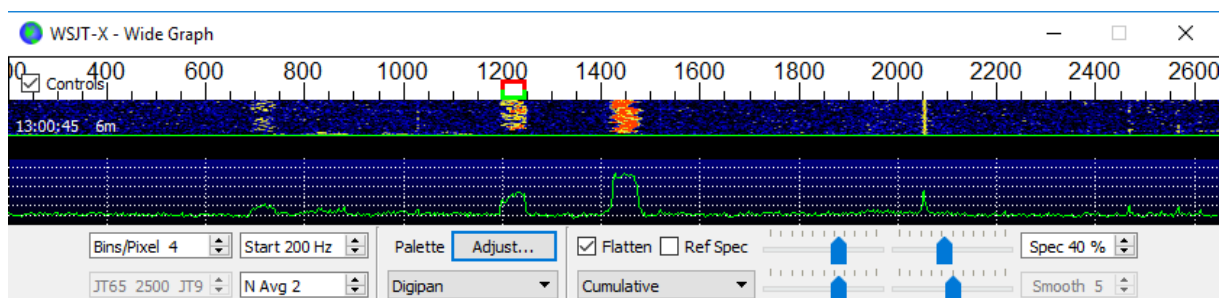 WSJT-X - Wide Graph
400 600 800 1000 1200 1400 1600 1800 2000 2200 2400 2600
Controls
13:00:45 6m
Bins/Pixel 4 Start 200 Hz Palette Adjust... Flatten Ref Spec Spec 40 %
JT65 2500 JT9 N Avg 2 Digipan Cumulative Smooth 5